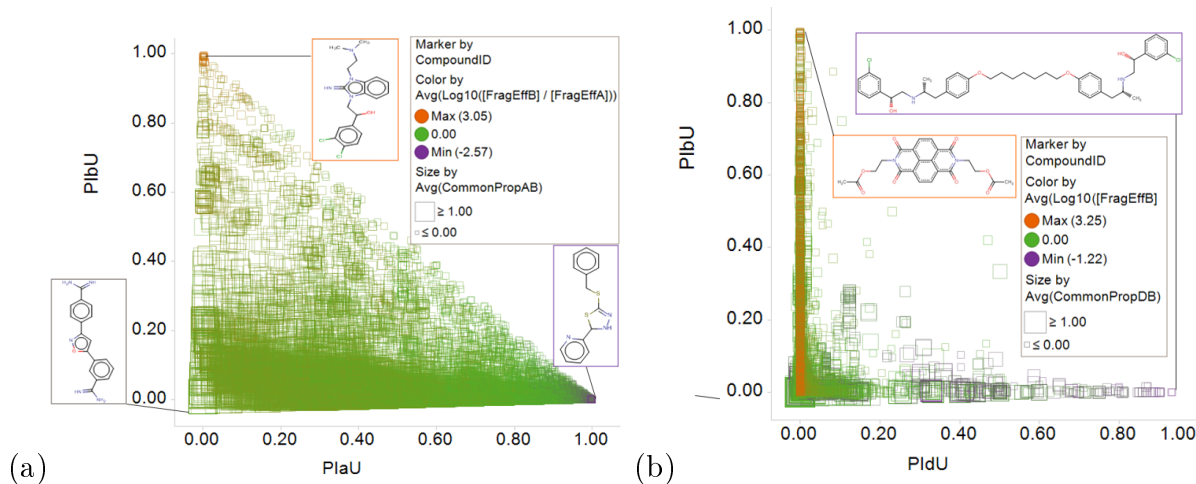 (a)
PIbU
1.00
0.80
0.60
0.40
0.20
0.00
0.00
0.20
0.40
0.60
0.80
1.00
PIaU
Marker by
CompoundID
Color by
Avg(Log10([FragEffB] / [FragEffA]))
Max (3.05)
0.00
Min (-2.57)
Size by
Avg(CommonPropAB)
≥ 1.00
≤ 0.00
(b)
PIbU
1.00
0.80
0.60
0.40
0.20
0.00
0.00
0.20
0.40
0.60
0.80
1.00
PIdU
Marker by
CompoundID
Color by
Avg(Log10([FragEffB]
Max (3.25)
0.00
Min (-1.22)
Size by
Avg(CommonPropDB)
≥ 1.00
≤ 0.00